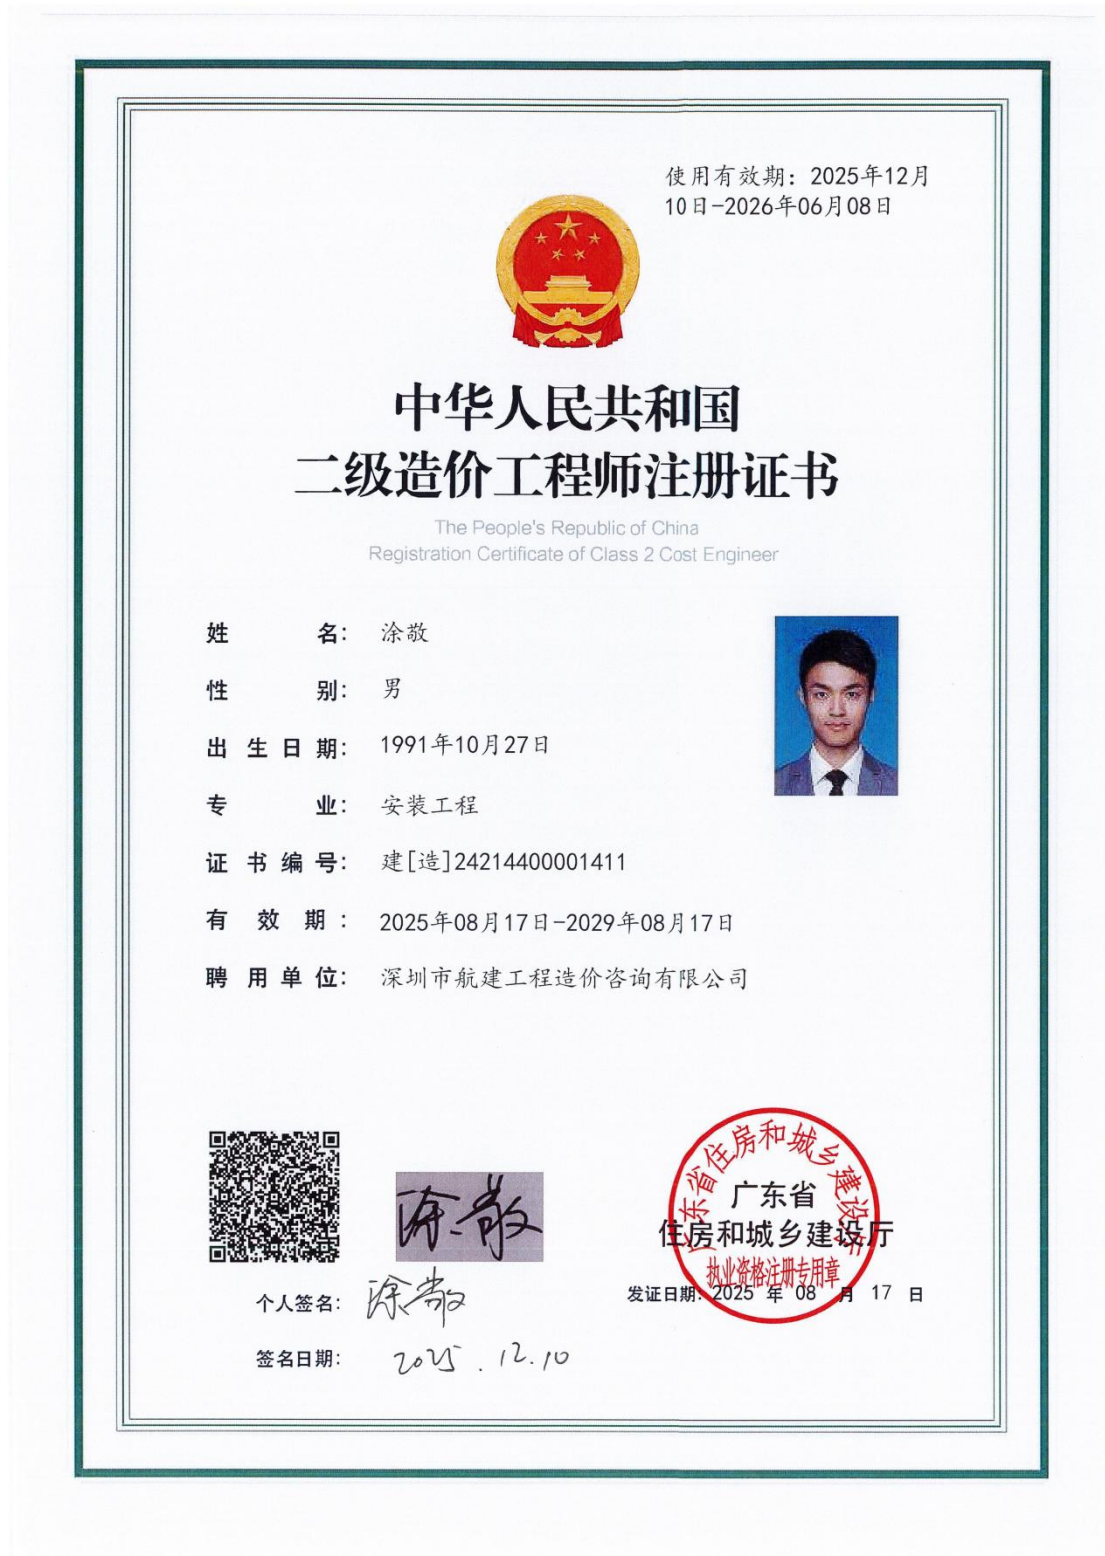 使用有效期：2025年12月
10日-2026年06月08日
中华人民共和国
二级造价工程师注册证书
The People's Republic of China
Registration Certificate of Class 2 Cost Engineer
姓名：涂敬
性别：男
出生日期：1991年10月27日
专业：安装工程
证书编号：建[造]24214400001411
有效期：2025年08月17日-2029年08月17日
聘用单位：深圳市航建工程造价咨询有限公司
涂敬
个人签名：涂敬
签名日期：2025.12.10
广东省住房和城乡建设厅
广东省
住房和城乡建设厅
执业资格注册专用章
发证日期：2025年08月17日